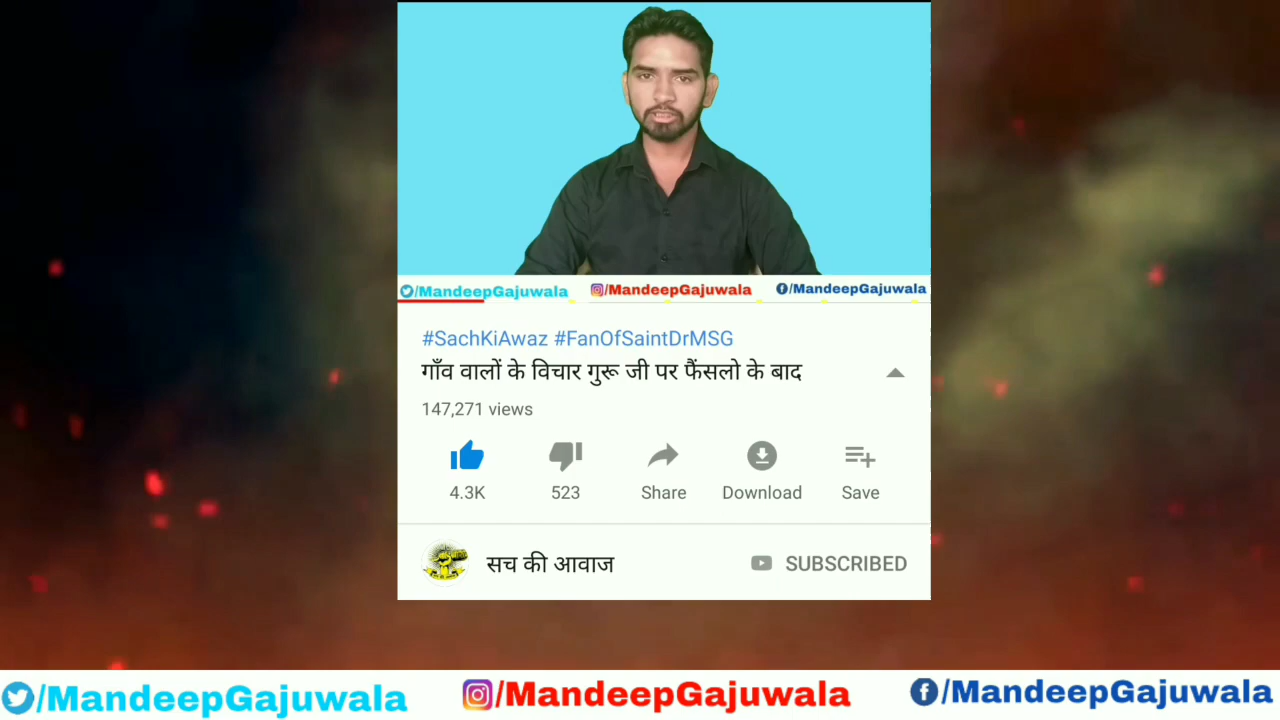 /MandeepGajuwala /MandeepGajuwala /MandeepGajuwala
#SachKiAwaz #FanOfSaintDrMSG
गाँव वालों के विचार गुरू जी पर फैंसलो के बाद
147,271 views
4.3K 523 Share Download Save
सच की आवाज SUBSCRIBED
/MandeepGajuwala /MandeepGajuwala /MandeepGajuwala